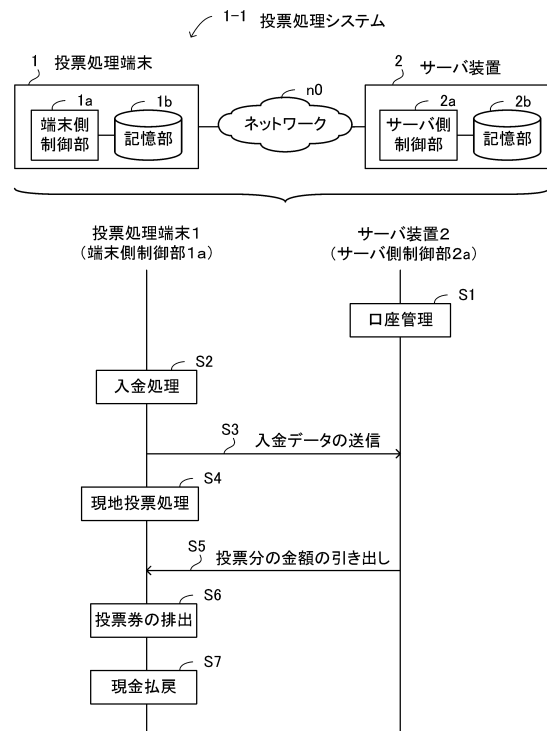 1-1 投票処理システム
1 投票処理端末
2 サーバ装置
1a
1b
n0
2a
2b
端末側
制御部
記憶部
ネットワーク
サーバ側
制御部
記憶部
投票処理端末1
(端末側制御部1a)
サーバ装置2
(サーバ側制御部2a)
S1
口座管理
S2
入金処理
S3 入金データの送信
S4
現地投票処理
S5 投票分の金額の引き出し
S6
投票券の排出
S7
現金払戻